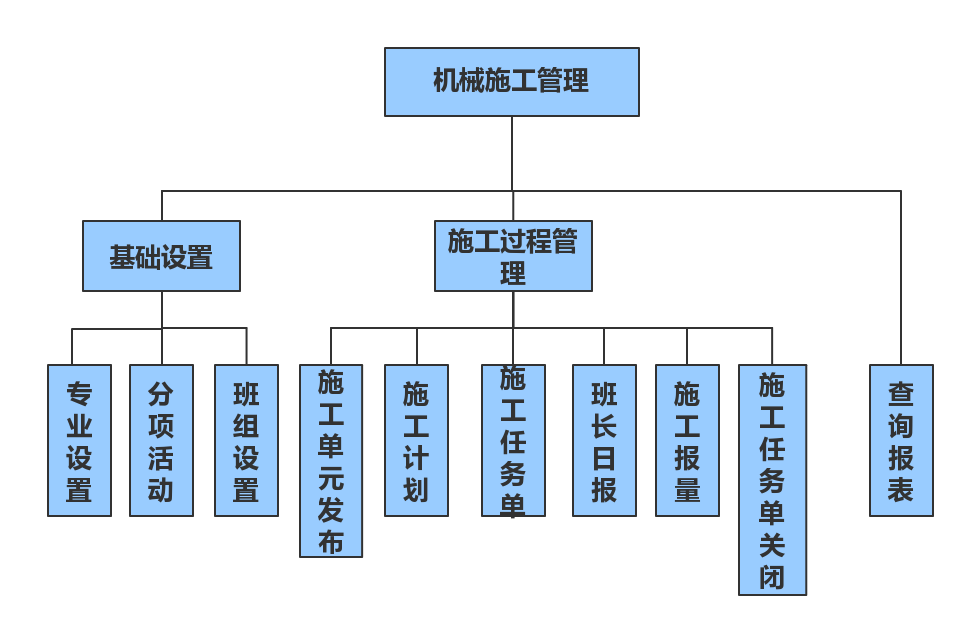 机械施工管理
基础设置
施工过程管
理
专业设置
分项活动
班组设置
施工单元发布
施工计划
施工任务单
班长日报
施工报量
施工任务单关闭
查询报表